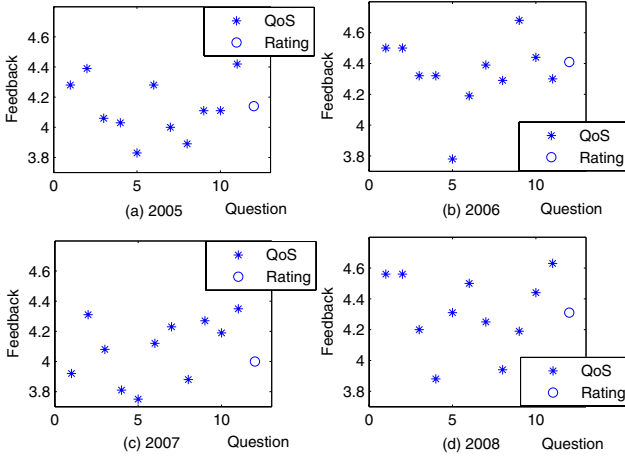 QoS
Rating
Feedback
4.6
4.4
4.2
4
3.8
0
5
10
(a) 2005
Question
QoS
Rating
Feedback
4.6
4.4
4.2
4
3.8
0
5
10
(b) 2006
Question
QoS
Rating
Feedback
4.6
4.4
4.2
4
3.8
0
5
10
(c) 2007
Question
QoS
Rating
Feedback
4.6
4.4
4.2
4
3.8
0
5
10
(d) 2008
Question